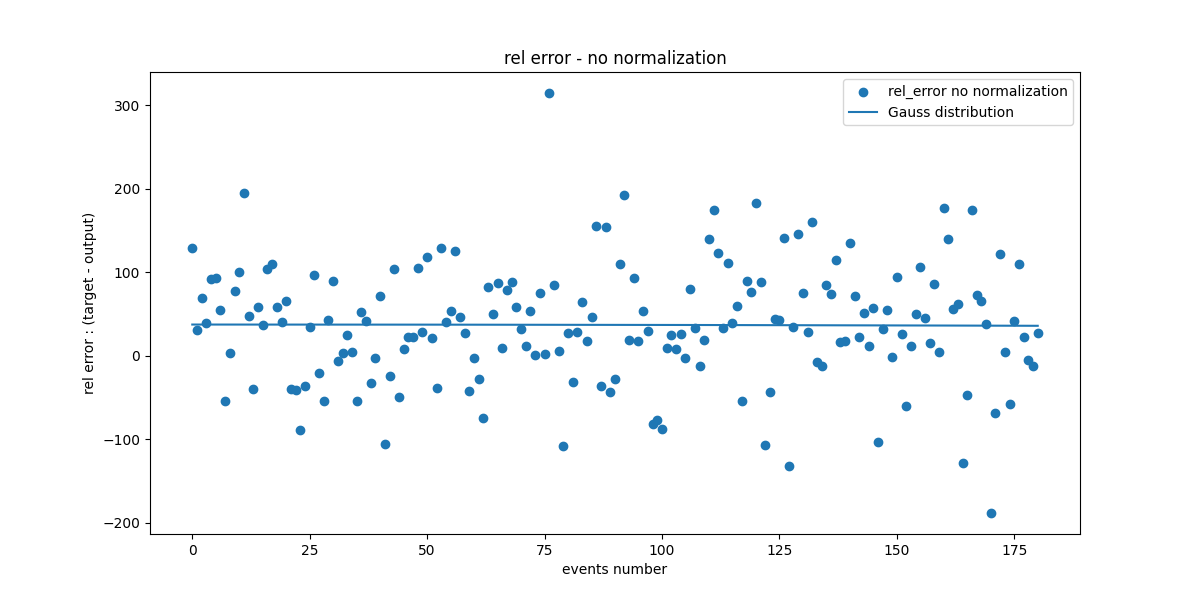 rel error - no normalization
rel_error no normalization
Gauss distribution
rel error : (target - output)
300
200
100
0
−100
−200
0
25
50
75
100
125
150
175
events number